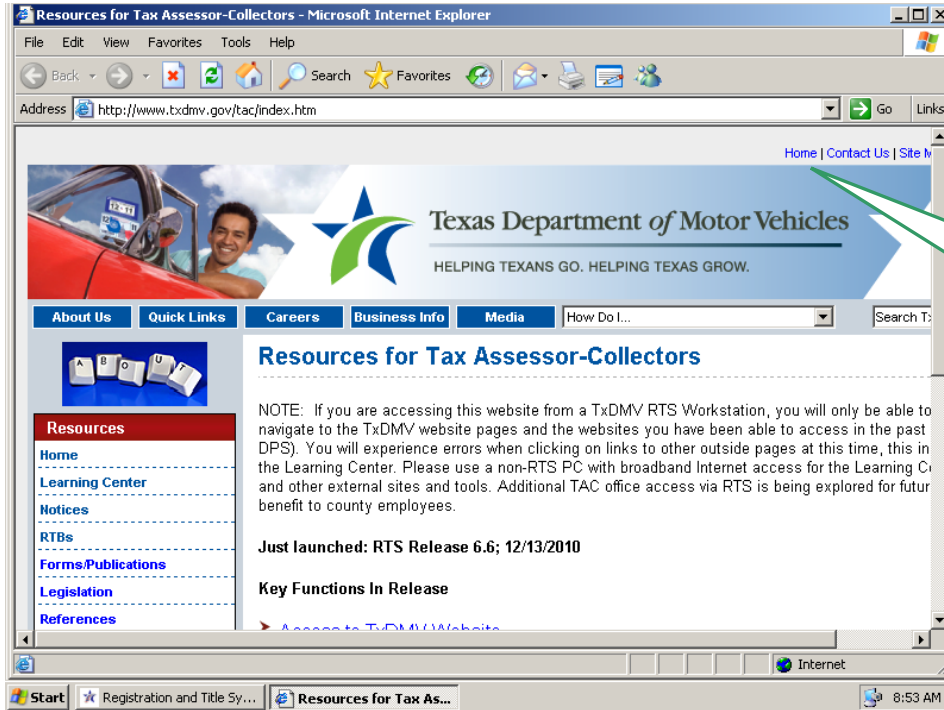 Resources for Tax Assessor-Collectors - Microsoft Internet Explorer
File Edit View Favorites Tools Help
Back Search Favorites
Address http://www.txdmv.gov/tac/index.htm Go Links
Home | Contact Us | Site M
12-11
Texas Department of Motor Vehicles
HELPING TEXANS GO. HELPING TEXAS GROW.
About Us Quick Links Careers Business Info Media How Do I... Search Tx
A B O U T
Resources for Tax Assessor-Collectors
NOTE: If you are accessing this website from a TxDMV RTS Workstation, you will only be able to
navigate to the TxDMV website pages and the websites you have been able to access in the past
DPS). You will experience errors when clicking on links to other outside pages at this time, this in
the Learning Center. Please use a non-RTS PC with broadband Internet access for the Learning Ce
and other external sites and tools. Additional TAC office access via RTS is being explored for futur
benefit to county employees.
Just launched: RTS Release 6.6; 12/13/2010
Key Functions In Release
Access to TxDMV Website
Resources
Home
Learning Center
Notices
RTBs
Forms/Publications
Legislation
References
Internet
Start Registration and Title Sy... Resources for Tax As... 8:53 AM